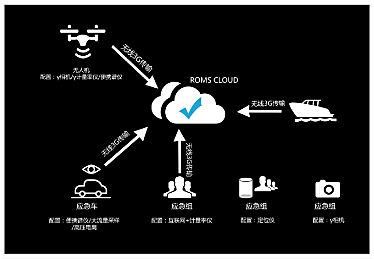 ROMS CLOUD
无线3G传输
无人机
配置：γ相机/γ计量率仪/便携谱仪
无线3G传输
无线3G传输
无线3G传输
应急车
配置：便携谱仪/大流量采样
/高压电离
应急组
配置：互联网+计量率仪
应急组
配置：定位仪
应急组
配置：γ相机